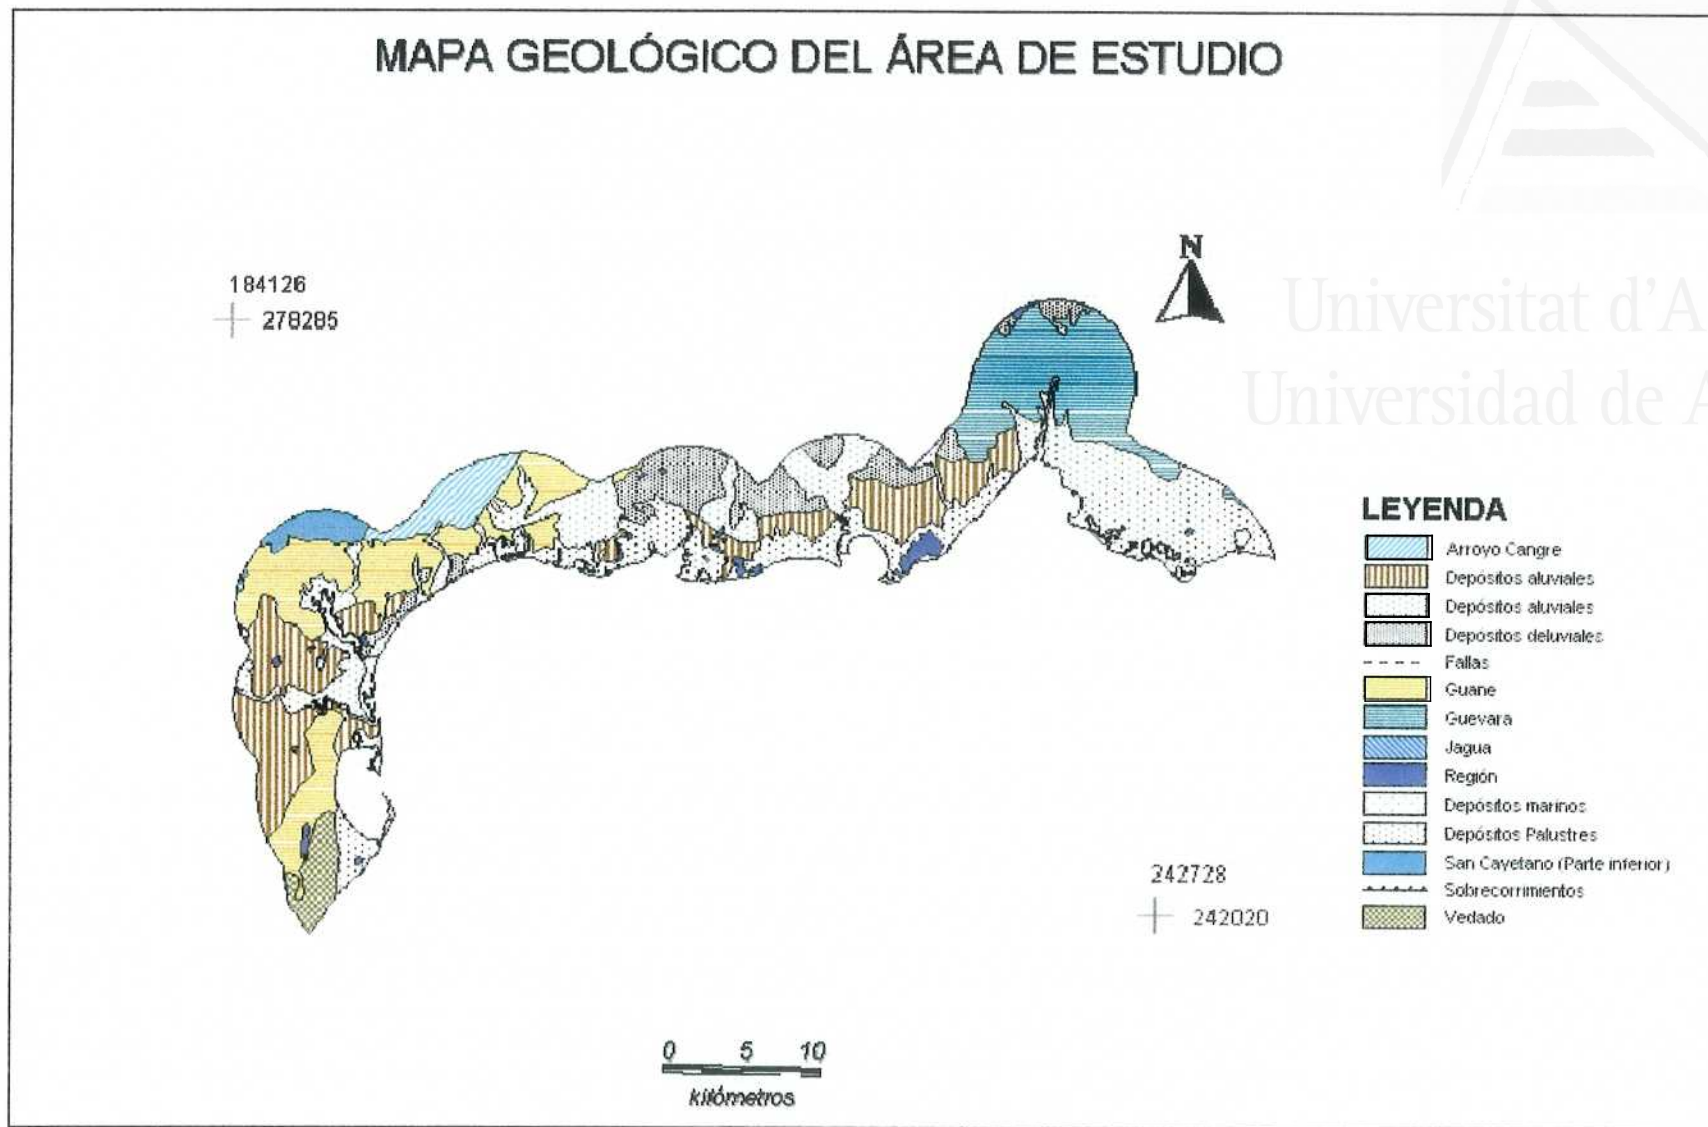 MAPA GEOLÓGICO DEL ÁREA DE ESTUDIO
N
184126
278285
Universitat d'A
Universidad de A
LEYENDA
Arroyo Cangre
Depósitos aluviales
Depósitos aluviales
Depósitos deluviales
Fallas
Guane
Guevara
Jagua
Región
Depósitos marinos
Depósitos Palustres
San Cayetano (Parte inferior)
Sobrecorrimientos
Vedado
242728
242020
0 5 10
kilómetros